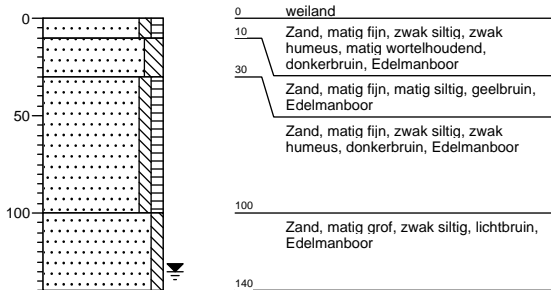 0
50
100
0 weiland
Zand, matig fijn, zwak siltig, zwak
10
humeus, matig wortelhoudend,
donkerbruin, Edelmanboor
30
Zand, matig fijn, matig siltig, geelbruin,
Edelmanboor
Zand, matig fijn, zwak siltig, zwak
humeus, donkerbruin, Edelmanboor
100
Zand, matig grof, zwak siltig, lichtbruin,
Edelmanboor
140